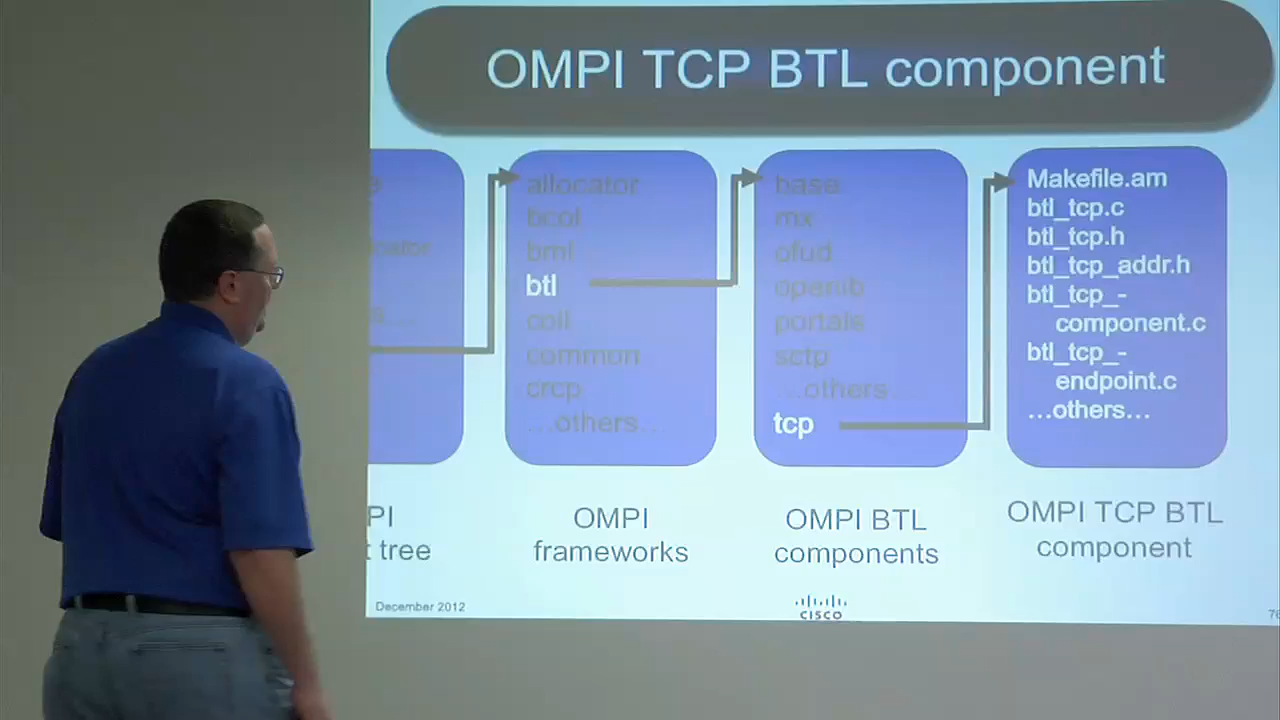 OMPI TCP BTL component
allocator
bcol
bml
btl
coll
common
crcp
…others…
base
mx
ofud
openib
portals
sctp
…others…
tcp
Makefile.am
btl_tcp.c
btl_tcp.h
btl_tcp_addr.h
btl_tcp_-
component.c
btl_tcp_-
endpoint.c
…others…
PI
t tree
OMPI
frameworks
OMPI BTL
components
OMPI TCP BTL
component
December 2012
CISCO